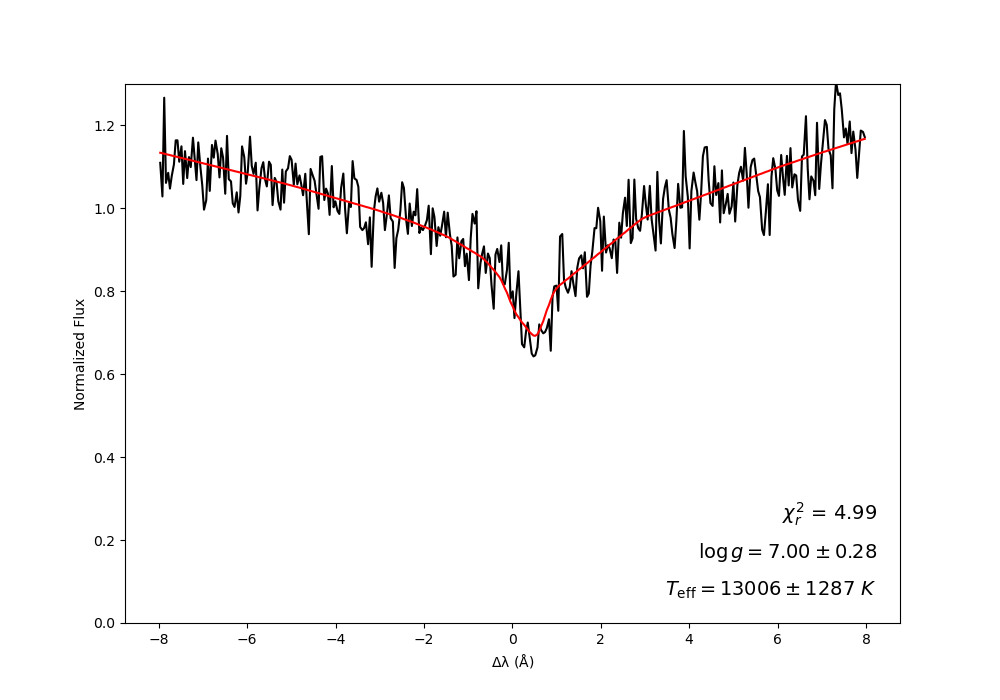 1.2
1.0
0.8
0.6
0.4
0.2
0.0
Normalized Flux
χ²ᵣ = 4.99
log g = 7.00 ± 0.28
T_eff = 13006 ± 1287 K
−8 −6 −4 −2 0 2 4 6 8
Δλ (Å)